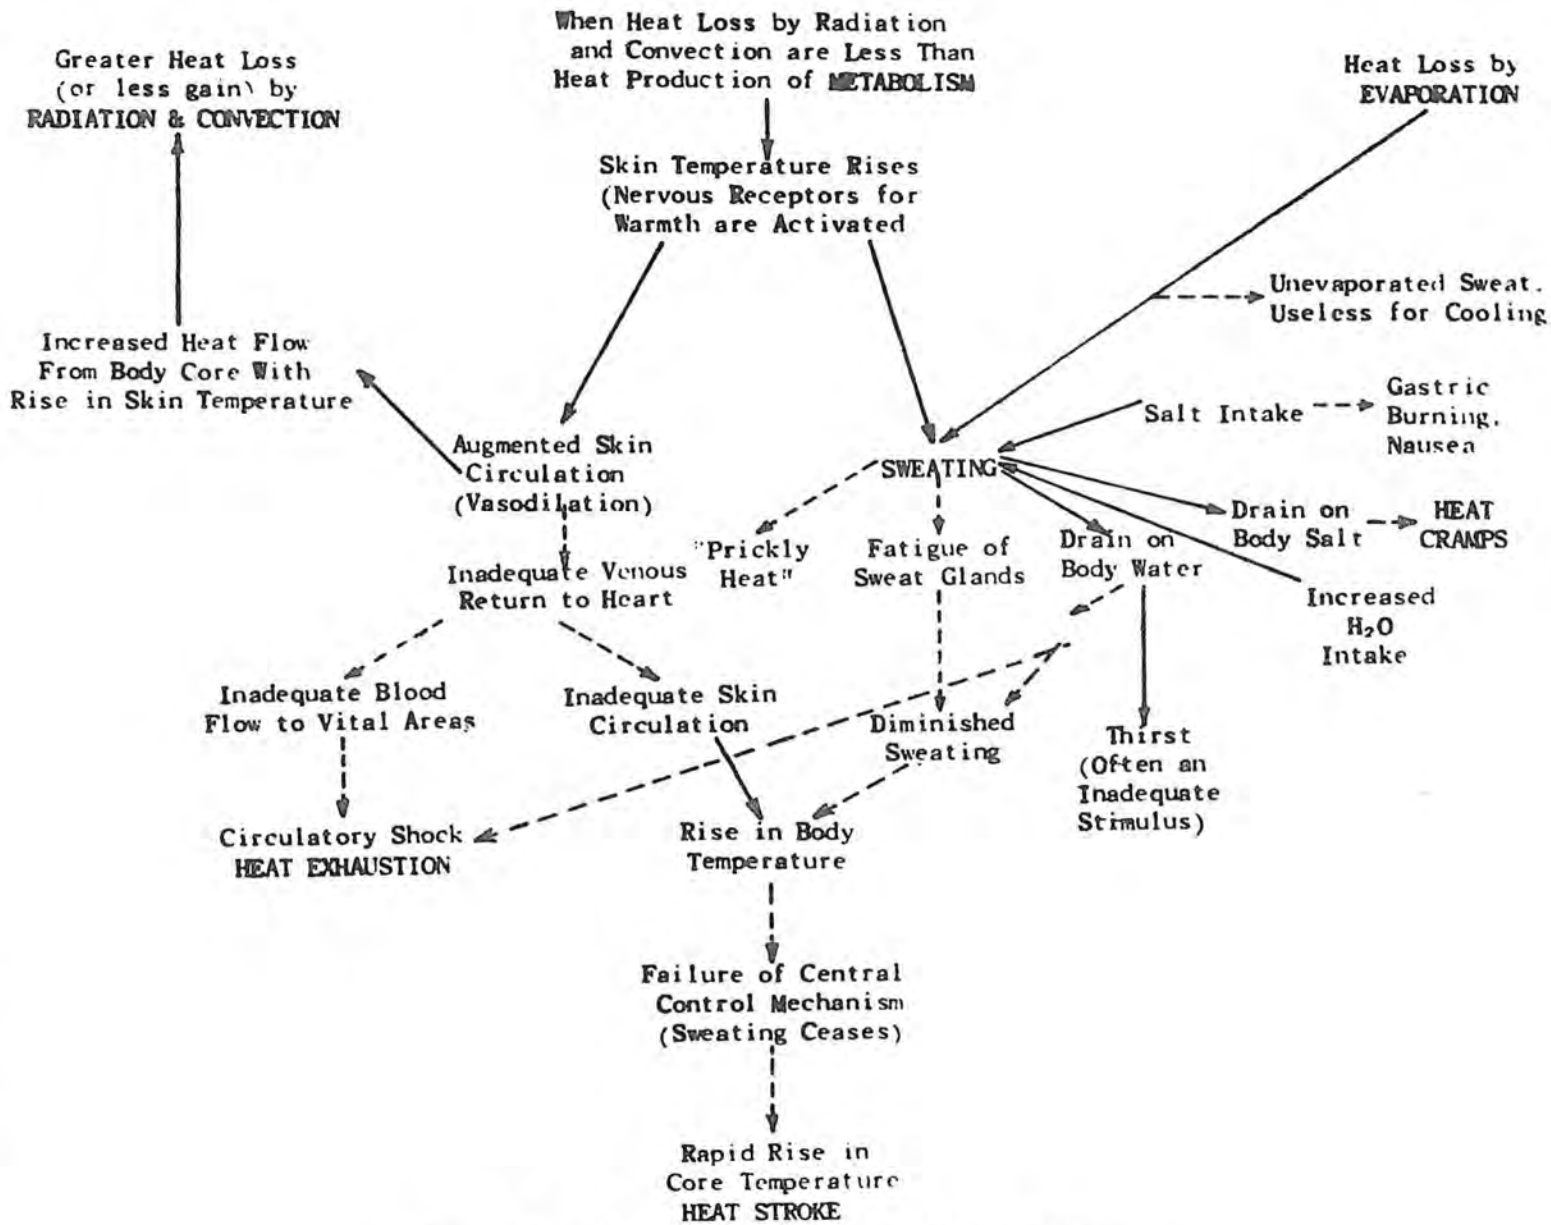 When Heat Loss by Radiation
and Convection are Less Than
Heat Production of METABOLISM
Greater Heat Loss
(or less gain) by
RADIATION & CONVECTION
Heat Loss by
EVAPORATION
Skin Temperature Rises
(Nervous Receptors for
Warmth are Activated
Unevaporated Sweat.
Useless for Cooling
Increased Heat Flow
From Body Core With
Rise in Skin Temperature
Salt Intake
Gastric
Burning.
Nausea
Augmented Skin
Circulation
(Vasodilation)
SWEATING
Drain on
Body Salt
HEAT
CRAMPS
"Prickly
Heat"
Fatigue of
Sweat Glands
Drain on
Body Water
Inadequate Venous
Return to Heart
Increased
H₂O
Intake
Inadequate Blood
Flow to Vital Areas
Inadequate Skin
Circulation
Diminished
Sweating
Thirst
(Often an
Inadequate
Stimulus)
Circulatory Shock
HEAT EXHAUSTION
Rise in Body
Temperature
Failure of Central
Control Mechanism
(Sweating Ceases)
Rapid Rise in
Core Temperature
HEAT STROKE